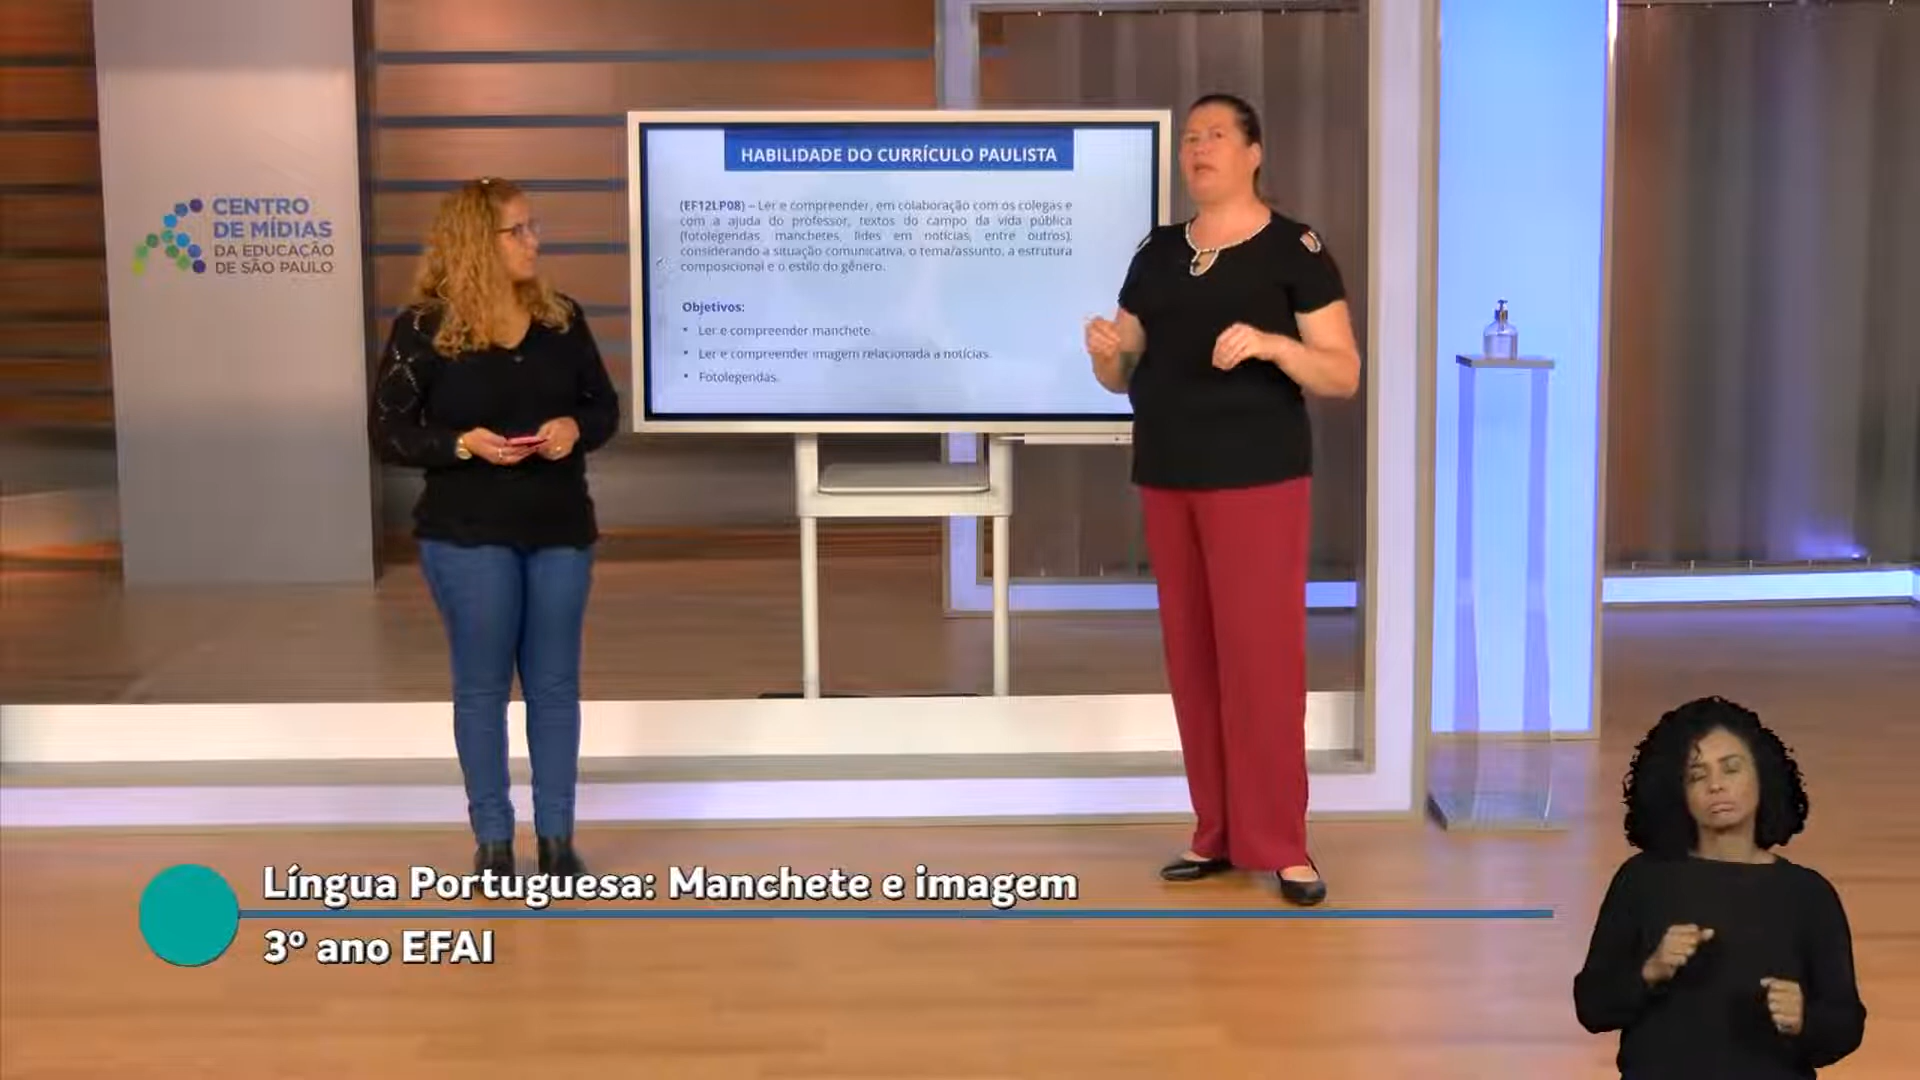 CENTRO
DE MÍDIAS
DA EDUCAÇÃO
DE SÃO PAULO
HABILIDADE DO CURRÍCULO PAULISTA
(EF12LP08) – Ler e compreender, em colaboração com os colegas e
com a ajuda do professor, textos do campo da vida pública
(fotolegendas, manchetes, lides em notícias, entre outros),
considerando a situação comunicativa, o tema/assunto, a estrutura
composicional e o estilo do gênero.
Objetivos:
• Ler e compreender manchete.
• Ler e compreender imagem relacionada a notícias.
• Fotolegendas.
Língua Portuguesa: Manchete e imagem
3º ano EFAI